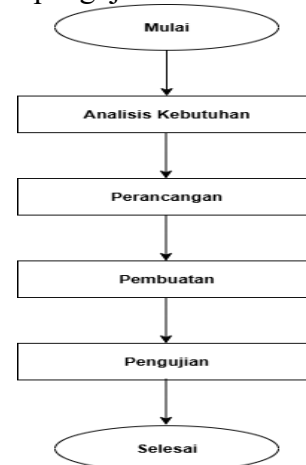 Mulai
Analisis Kebutuhan
Perancangan
Pembuatan
Pengujian
Selesai